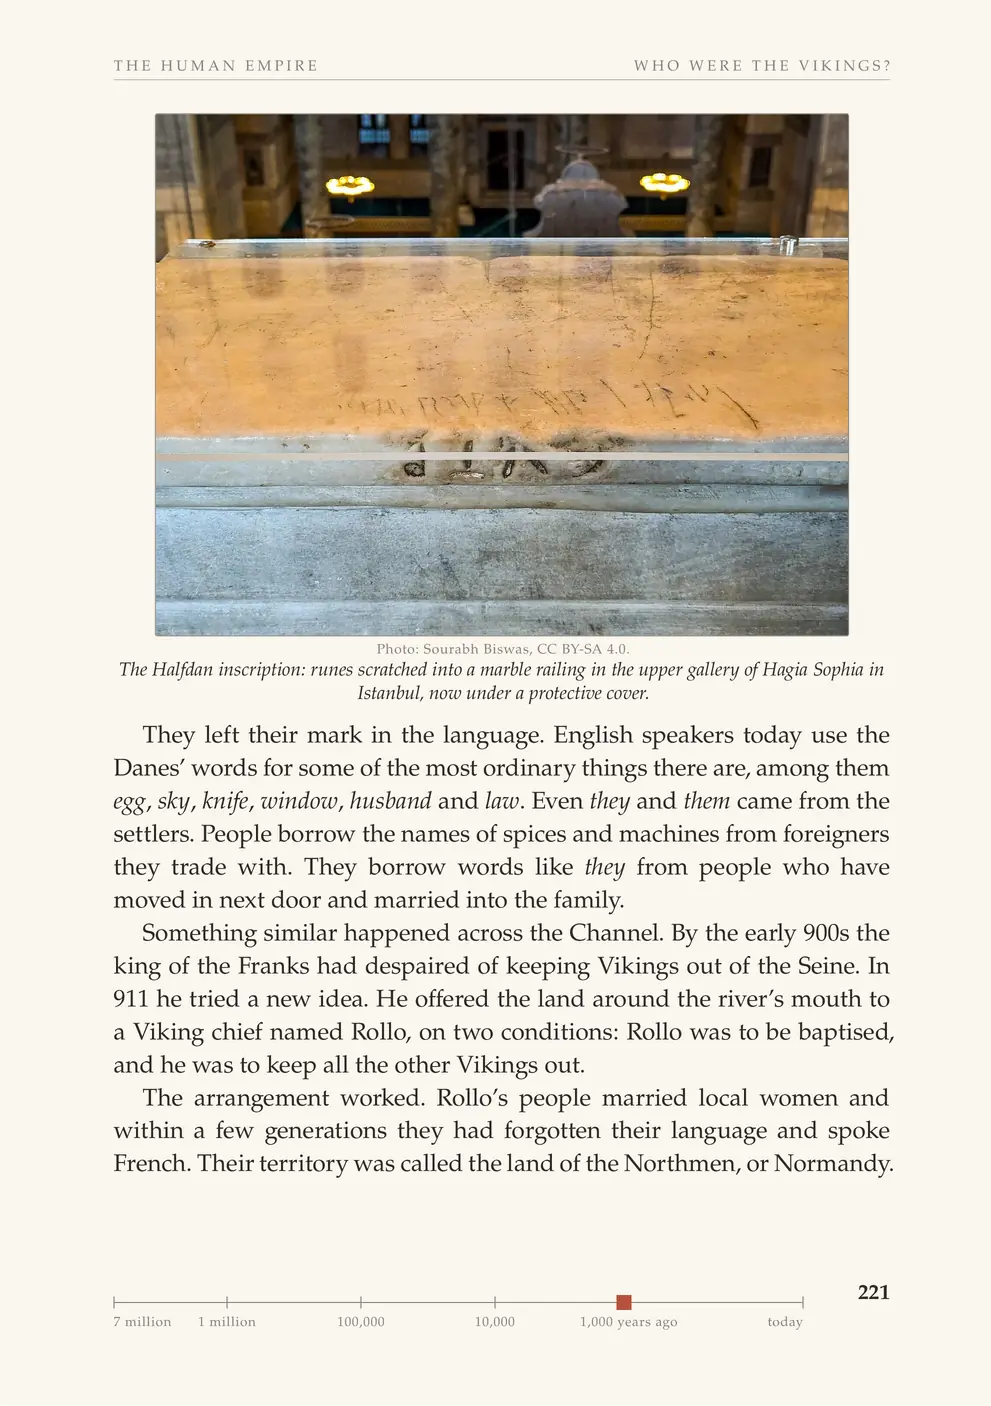 THE HUMAN EMPIRE
WHO WERE THE VIKINGS?
Photo: Sourabh Biswas, CC BY-SA 4.0.
The Halfdan inscription: runes scratched into a marble railing in the upper gallery of Hagia Sophia in
Istanbul, now under a protective cover.
They left their mark in the language. English speakers today use the
Danes’ words for some of the most ordinary things there are, among them
egg, sky, knife, window, husband and law. Even they and them came from the
settlers. People borrow the names of spices and machines from foreigners
they trade with. They borrow words like they from people who have
moved in next door and married into the family.
Something similar happened across the Channel. By the early 900s the
king of the Franks had despaired of keeping Vikings out of the Seine. In
911 he tried a new idea. He offered the land around the river’s mouth to
a Viking chief named Rollo, on two conditions: Rollo was to be baptised,
and he was to keep all the other Vikings out.
The arrangement worked. Rollo’s people married local women and
within a few generations they had forgotten their language and spoke
French. Their territory was called the land of the Northmen, or Normandy.
221
7 million 1 million 100,000 10,000 1,000 years ago today